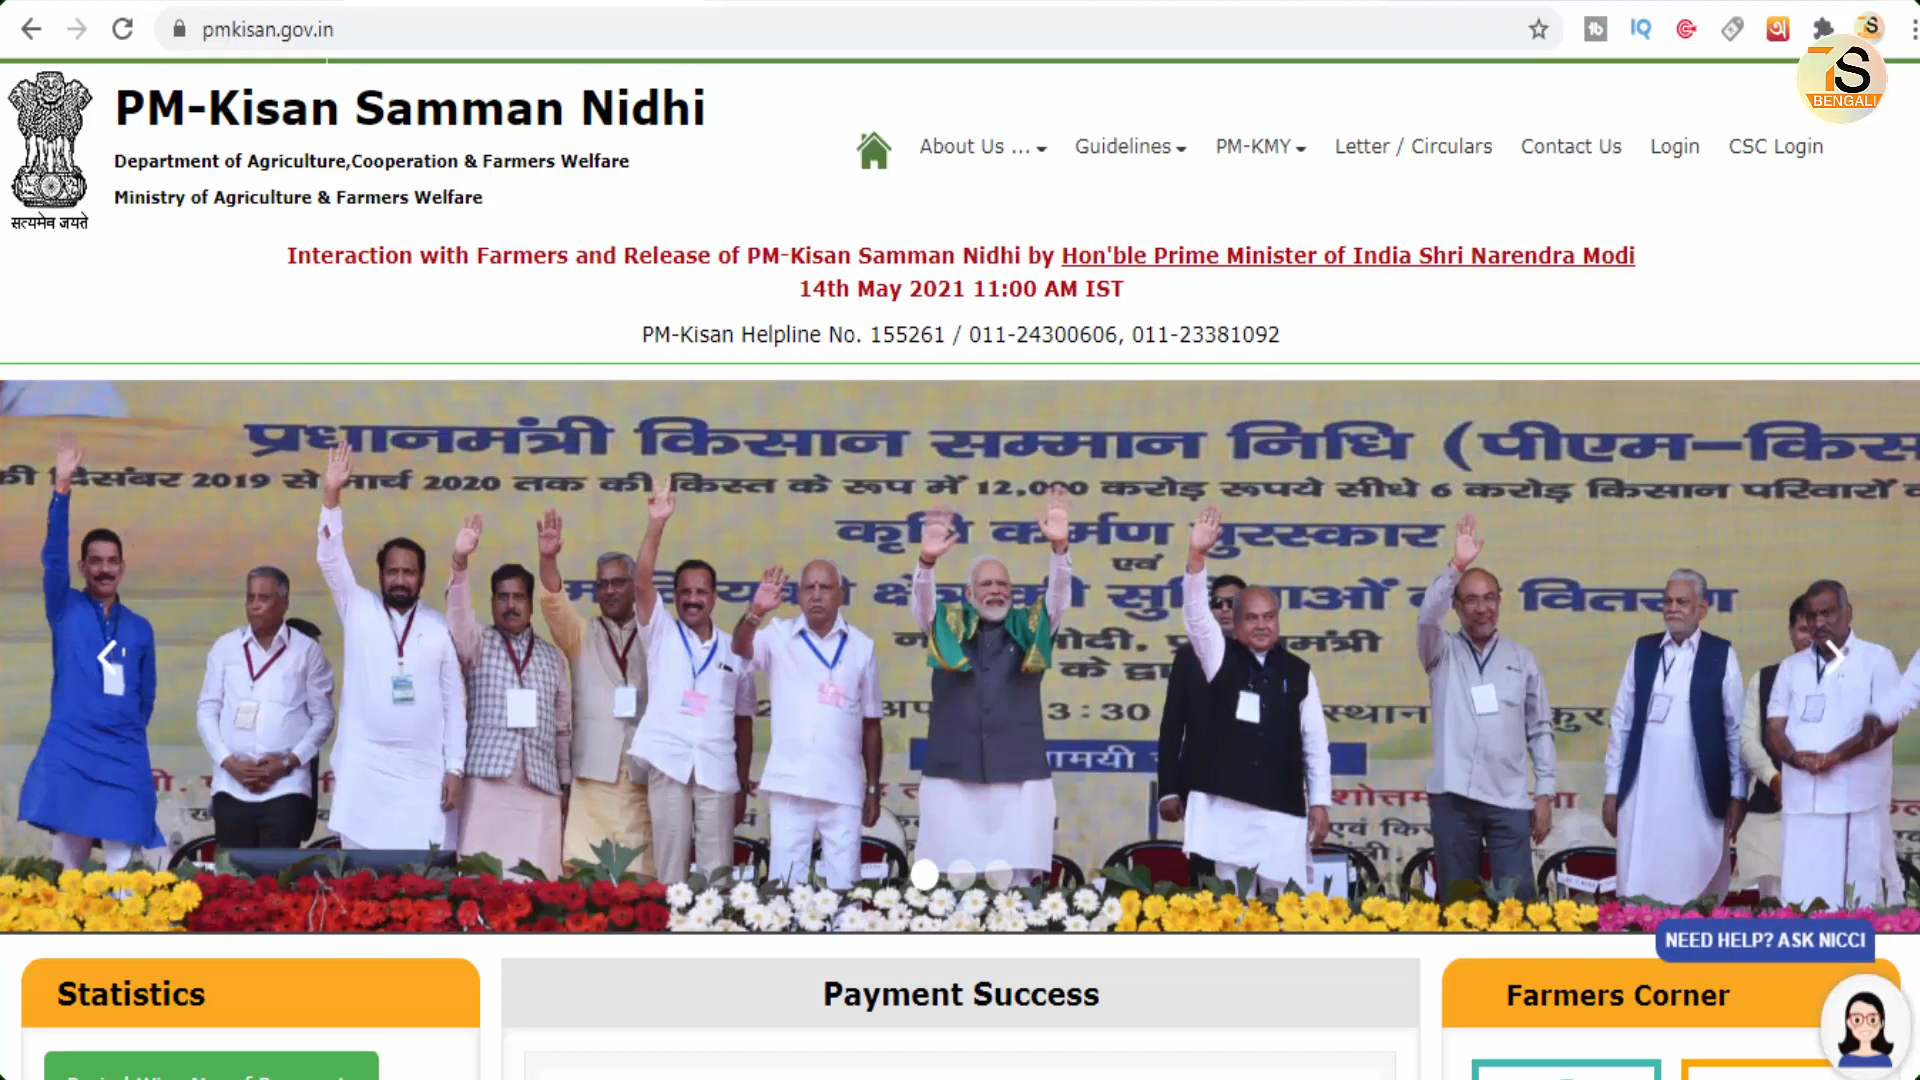 pmkisan.gov.in
S
BENGALI
PM-Kisan Samman Nidhi
Department of Agriculture,Cooperation & Farmers Welfare
Ministry of Agriculture & Farmers Welfare
सत्यमेव जयते
About Us ... Guidelines PM-KMY Letter / Circulars Contact Us Login CSC Login
Interaction with Farmers and Release of PM-Kisan Samman Nidhi by Hon'ble Prime Minister of India Shri Narendra Modi
14th May 2021 11:00 AM IST
PM-Kisan Helpline No. 155261 / 011-24300606, 011-23381092
प्रधानमंत्री किसान सम्मान निधि (पीएम-किस
की दिसंबर 2019 से मार्च 2020 तक की किस्त के रूप में 12,000 करोड़ रूपये सीधे 6 करोड़ किसान परिवारों
कृषि कर्मण पुरस्कार
एवं
वितरण
के द्वा
3:30
NEED HELP? ASK NICCI
Statistics
Payment Success
Farmers Corner